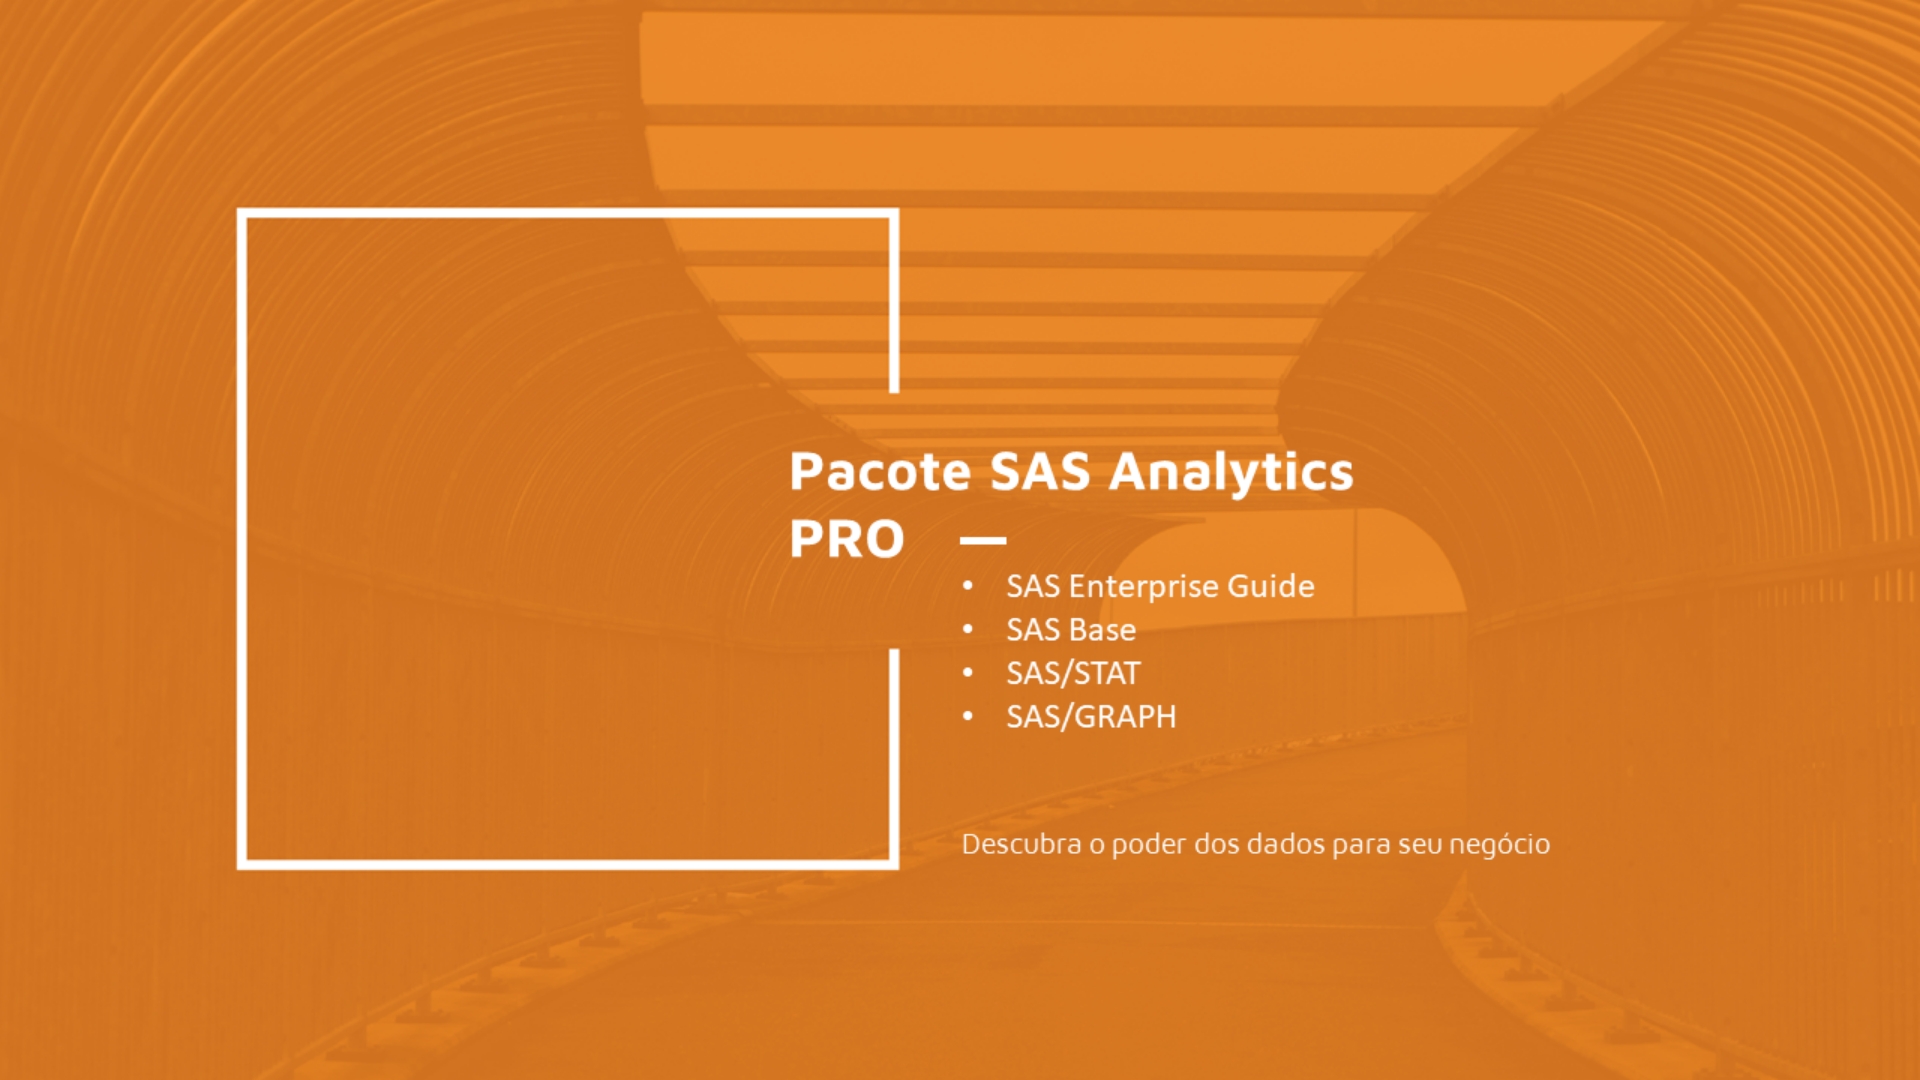 Pacote SAS Analytics
PRO —
• SAS Enterprise Guide
• SAS Base
• SAS/STAT
• SAS/GRAPH
Descubra o poder dos dados para seu negócio